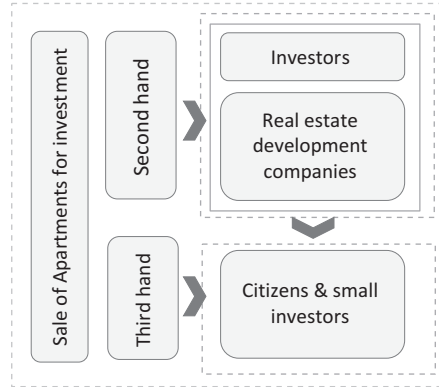 Sale of Apartments for investment
Second hand
Investors
Real estate
development
companies
Third hand
Citizens & small
investors